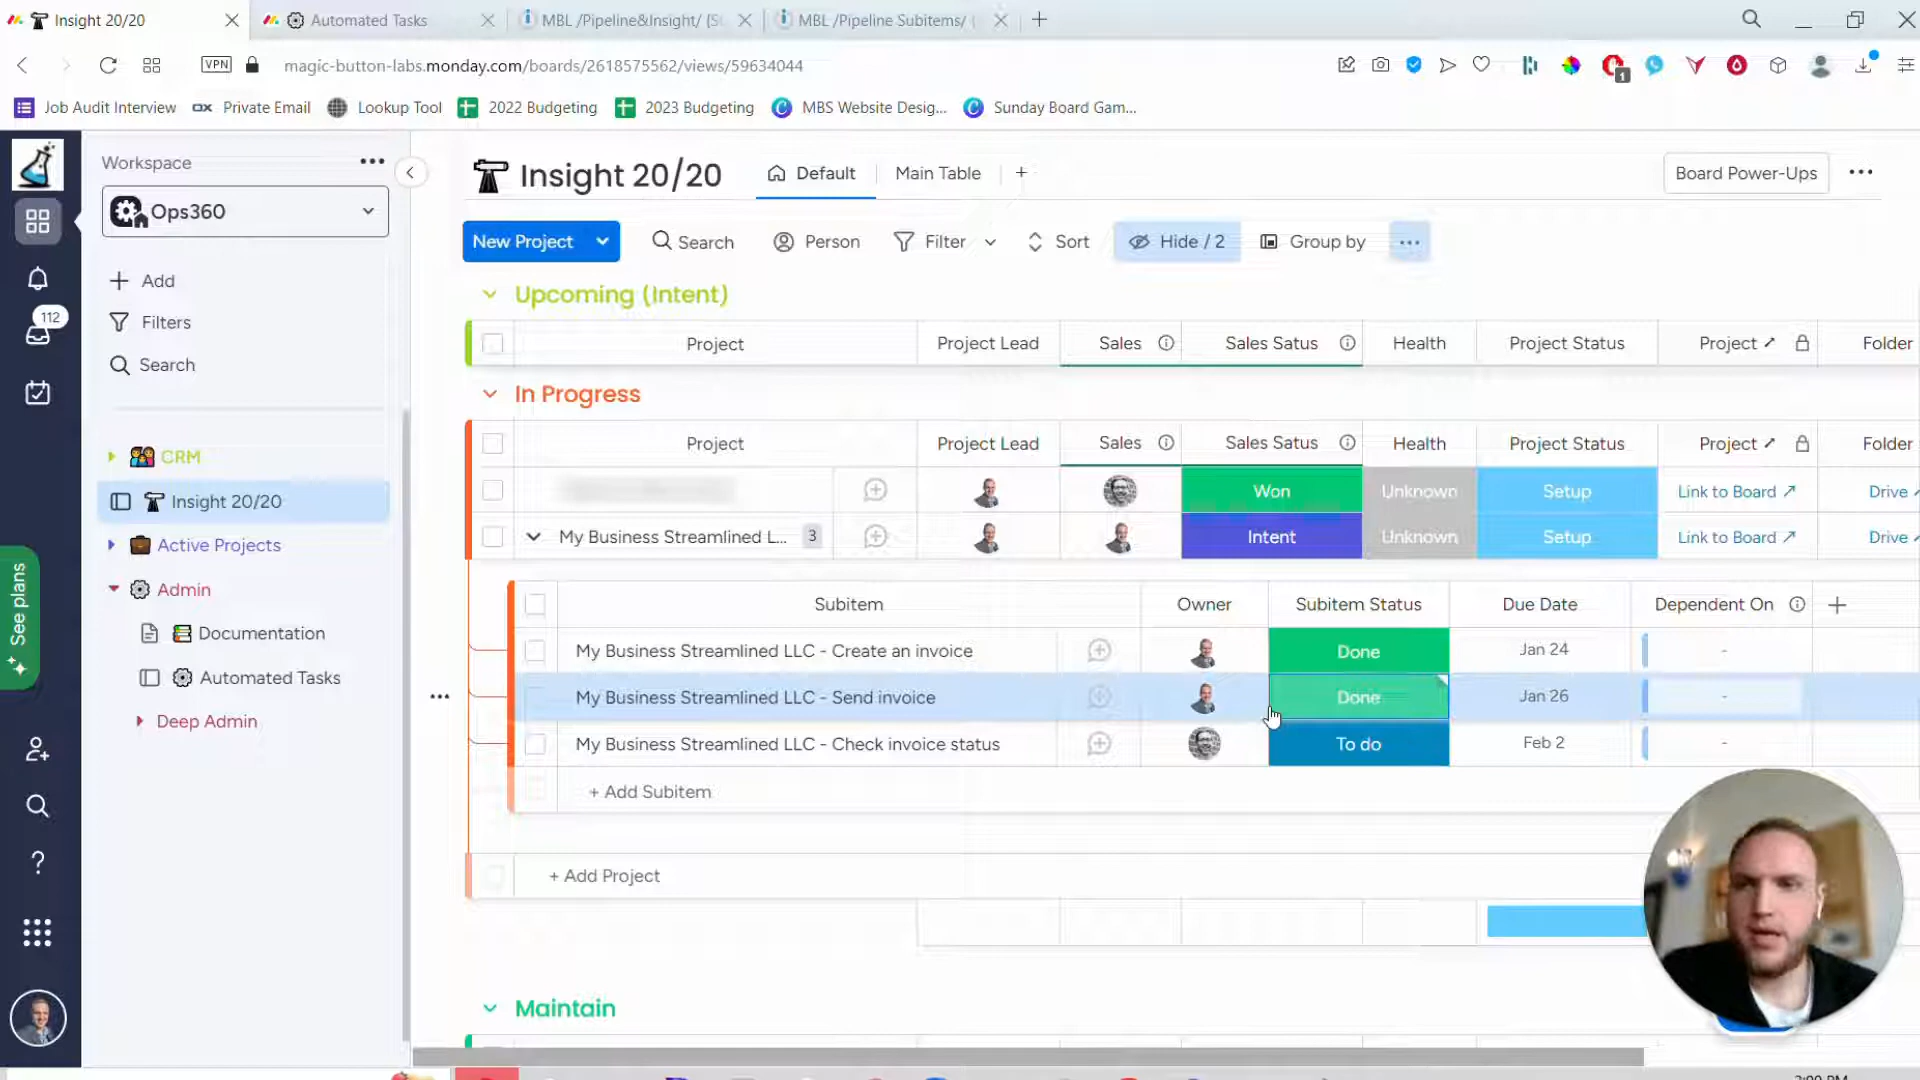 Insight 20/20
Automated Tasks
MBL /Pipeline&Insight/ (S
MBL /Pipeline Subitems/ (
VPN
magic-button-labs.monday.com/boards/2618575562/views/59634044
1
Job Audit Interview
OX
Private Email
Lookup Tool
2022 Budgeting
2023 Budgeting
MBS Website Desig...
Sunday Board Gam...
Workspace
Ops360
Add
Filters
Search
112
CRM
Insight 20/20
Active Projects
Admin
Documentation
Automated Tasks
Deep Admin
See plans
Insight 20/20
Default
Main Table
Board Power-Ups
New Project
Search
Person
Filter
Sort
Hide / 2
Group by
Upcoming (Intent)
Project
Project Lead
Sales
Sales Satus
Health
Project Status
Project
Folder
In Progress
Project
Project Lead
Sales
Sales Satus
Health
Project Status
Project
Folder
Won
Unknown
Setup
Link to Board
Drive
My Business Streamlined L...
3
Intent
Unknown
Setup
Link to Board
Drive
Subitem
Owner
Subitem Status
Due Date
Dependent On
My Business Streamlined LLC - Create an invoice
Done
Jan 24
-
My Business Streamlined LLC - Send invoice
Done
Jan 26
-
My Business Streamlined LLC - Check invoice status
To do
Feb 2
-
+ Add Subitem
+ Add Project
Maintain